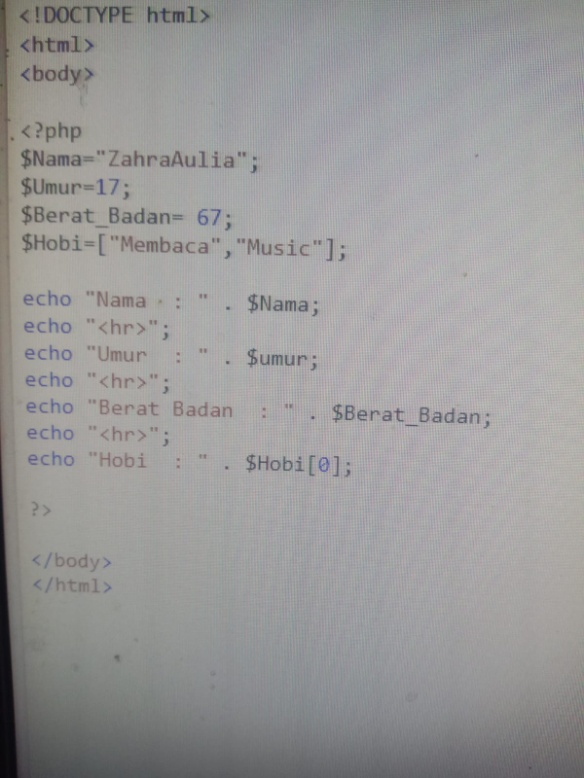 <!DOCTYPE html>
<html>
<body>
<?php
$Nama="ZahraAulia";
$Umur=17;
$Berat_Badan= 67;
$Hobi=["Membaca","Music"];
echo "Nama  : " . $Nama;
echo "<hr>";
echo "Umur  : " . $umur;
echo "<hr>";
echo "Berat Badan  : " . $Berat_Badan;
echo "<hr>";
echo "Hobi  : " . $Hobi[0];
?>
</body>
</html>